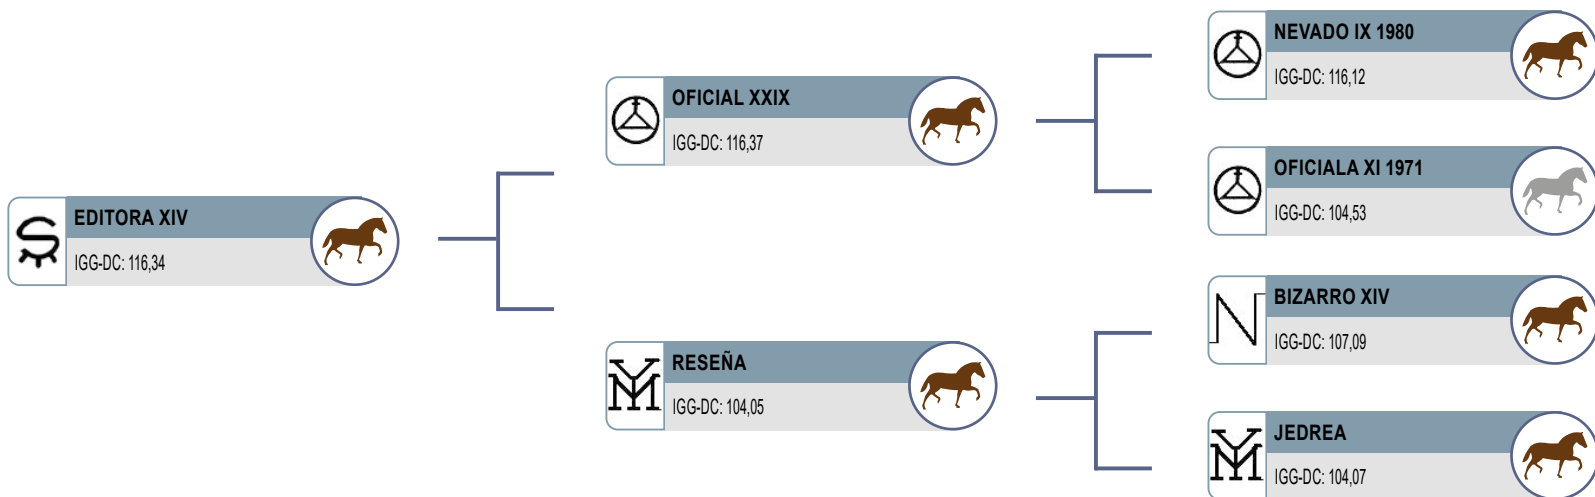 EDITORA XIV
IGG-DC: 116,34
OFICIAL XXIX
IGG-DC: 116,37
RESEÑA
IGG-DC: 104,05
NEVADO IX 1980
IGG-DC: 116,12
OFICIALA XI 1971
IGG-DC: 104,53
BIZARRO XIV
IGG-DC: 107,09
JEDREA
IGG-DC: 104,07